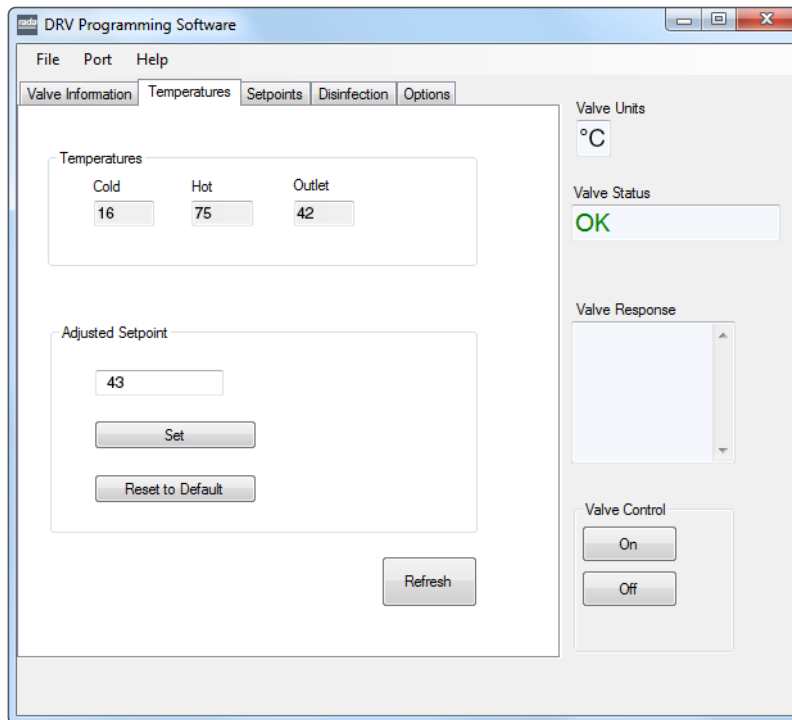 rada DRV Programming Software
File Port Help
Valve Information Temperatures Setpoints Disinfection Options
Temperatures
Cold Hot Outlet
16 75 42
Adjusted Setpoint
43
Set
Reset to Default
Refresh
Valve Units
°C
Valve Status
OK
Valve Response
Valve Control
On
Off